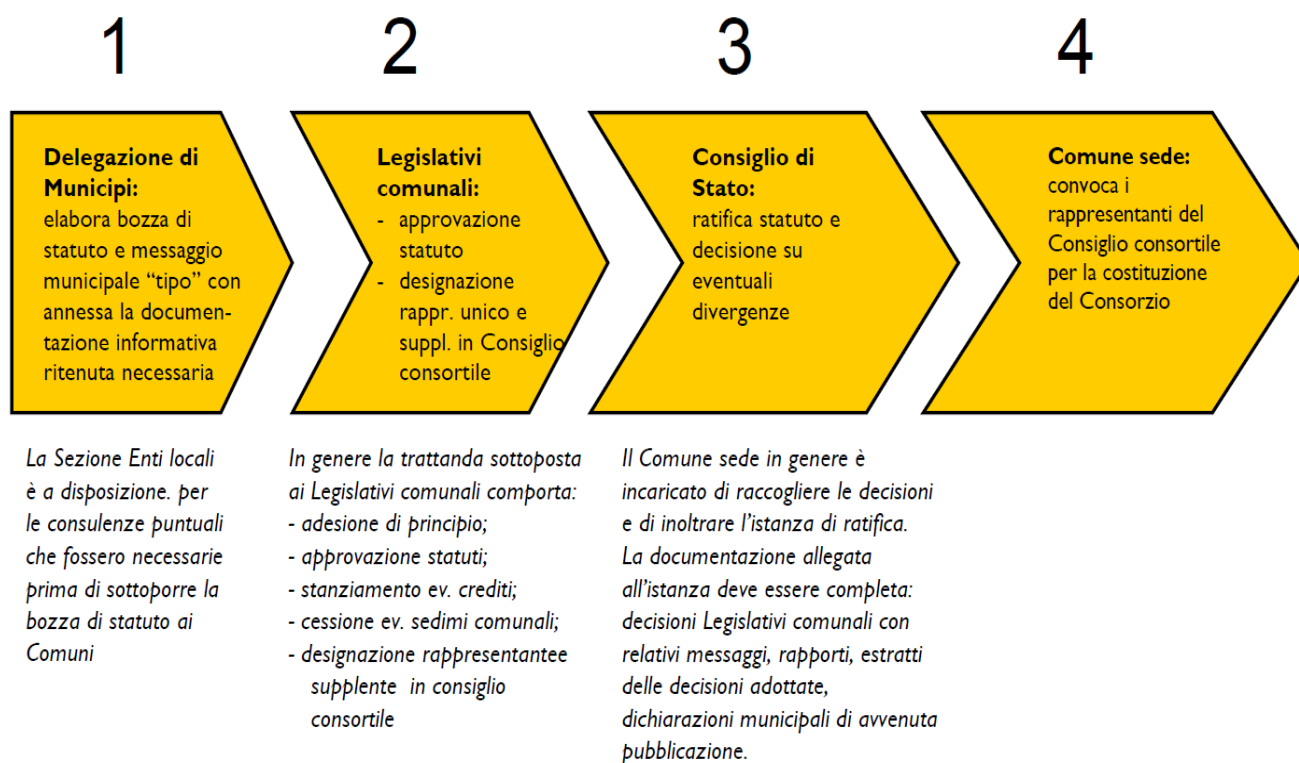 1
2
3
4
Delegazione di
Municipi:
elabora bozza di
statuto e messaggio
municipale “tipo” con
annessa la documen-
tazione informativa
ritenuta necessaria
Legislativi
comunali:
- approvazione
statuto
- designazione
rappr. unico e
suppl. in Consiglio
consortile
Consiglio di
Stato:
ratifica statuto e
decisione su
eventuali
divergenze
Comune sede:
convoca i
rappresentanti del
Consiglio consortile
per la costituzione
del Consorzio
La Sezione Enti locali
è a disposizione. per
le consulenze puntuali
che fossero necessarie
prima di sottoporre la
bozza di statuto ai
Comuni
In genere la trattanda sottoposta
ai Legislativi comunali comporta:
- adesione di principio;
- approvazione statuti;
- stanziamento ev. crediti;
- cessione ev. sedimi comunali;
- designazione rappresentantee
supplente in consiglio
consortile
Il Comune sede in genere è
incaricato di raccogliere le decisioni
e di inoltrare l’istanza di ratifica.
La documentazione allegata
all’istanza deve essere completa:
decisioni Legislativi comunali con
relativi messaggi, rapporti, estratti
delle decisioni adottate,
dichiarazioni municipali di avvenuta
pubblicazione.